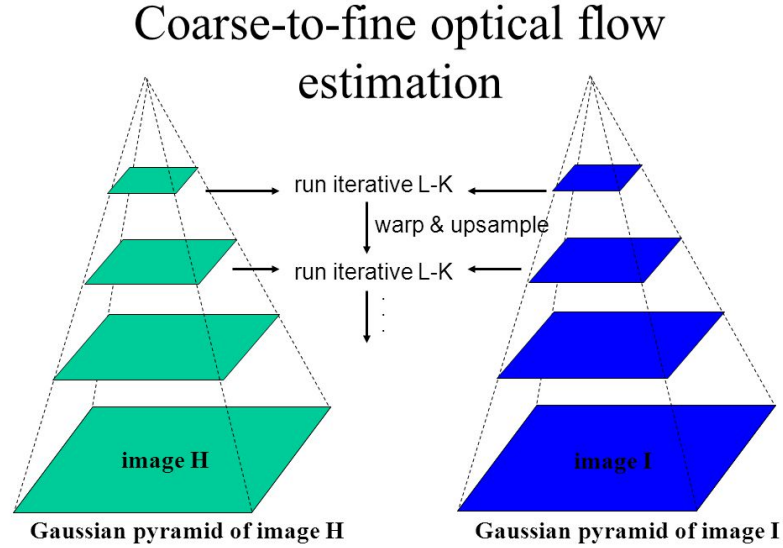 Coarse-to-fine optical flow
estimation
run iterative L-K
warp & upsample
run iterative L-K
.
.
.
image H
image I
Gaussian pyramid of image H
Gaussian pyramid of image I